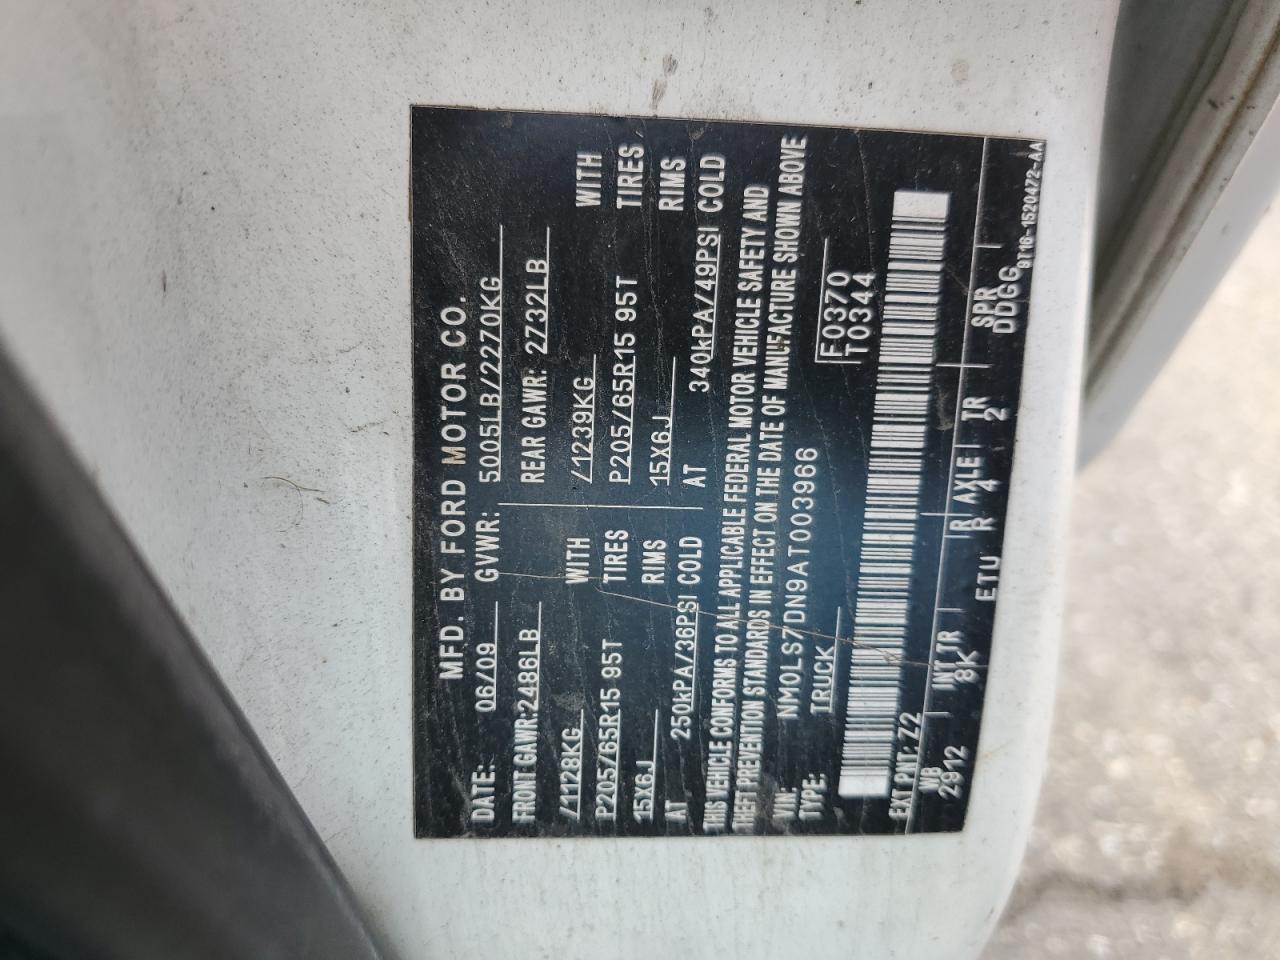 MFD. BY FORD MOTOR CO.
DATE: 06/09 GVWR: 5005LB/2270KG
FRONT GAWR:2486LB REAR GAWR: 2732LB
/1128KG WITH /1239KG WITH
P205/65R15 95T TIRES P205/65R15 95T TIRES
15X6J RIMS 15X6J RIMS
AT 250kPA/36PSI COLD AT 340kPA/49PSI COLD
THIS VEHICLE CONFORMS TO ALL APPLICABLE FEDERAL MOTOR VEHICLE SAFETY AND
THEFT PREVENTION STANDARDS IN EFFECT ON THE DATE OF MANUFACTURE SHOWN ABOVE
VIN: NM0LS7DN9AT003966
TYPE: TRUCK F0370
T0344
EXT PNT: Z2
WB INT TR R AXLE TR SPR
2912 8K R 4 2 DDGG
ETU 9T16-1520472-AA